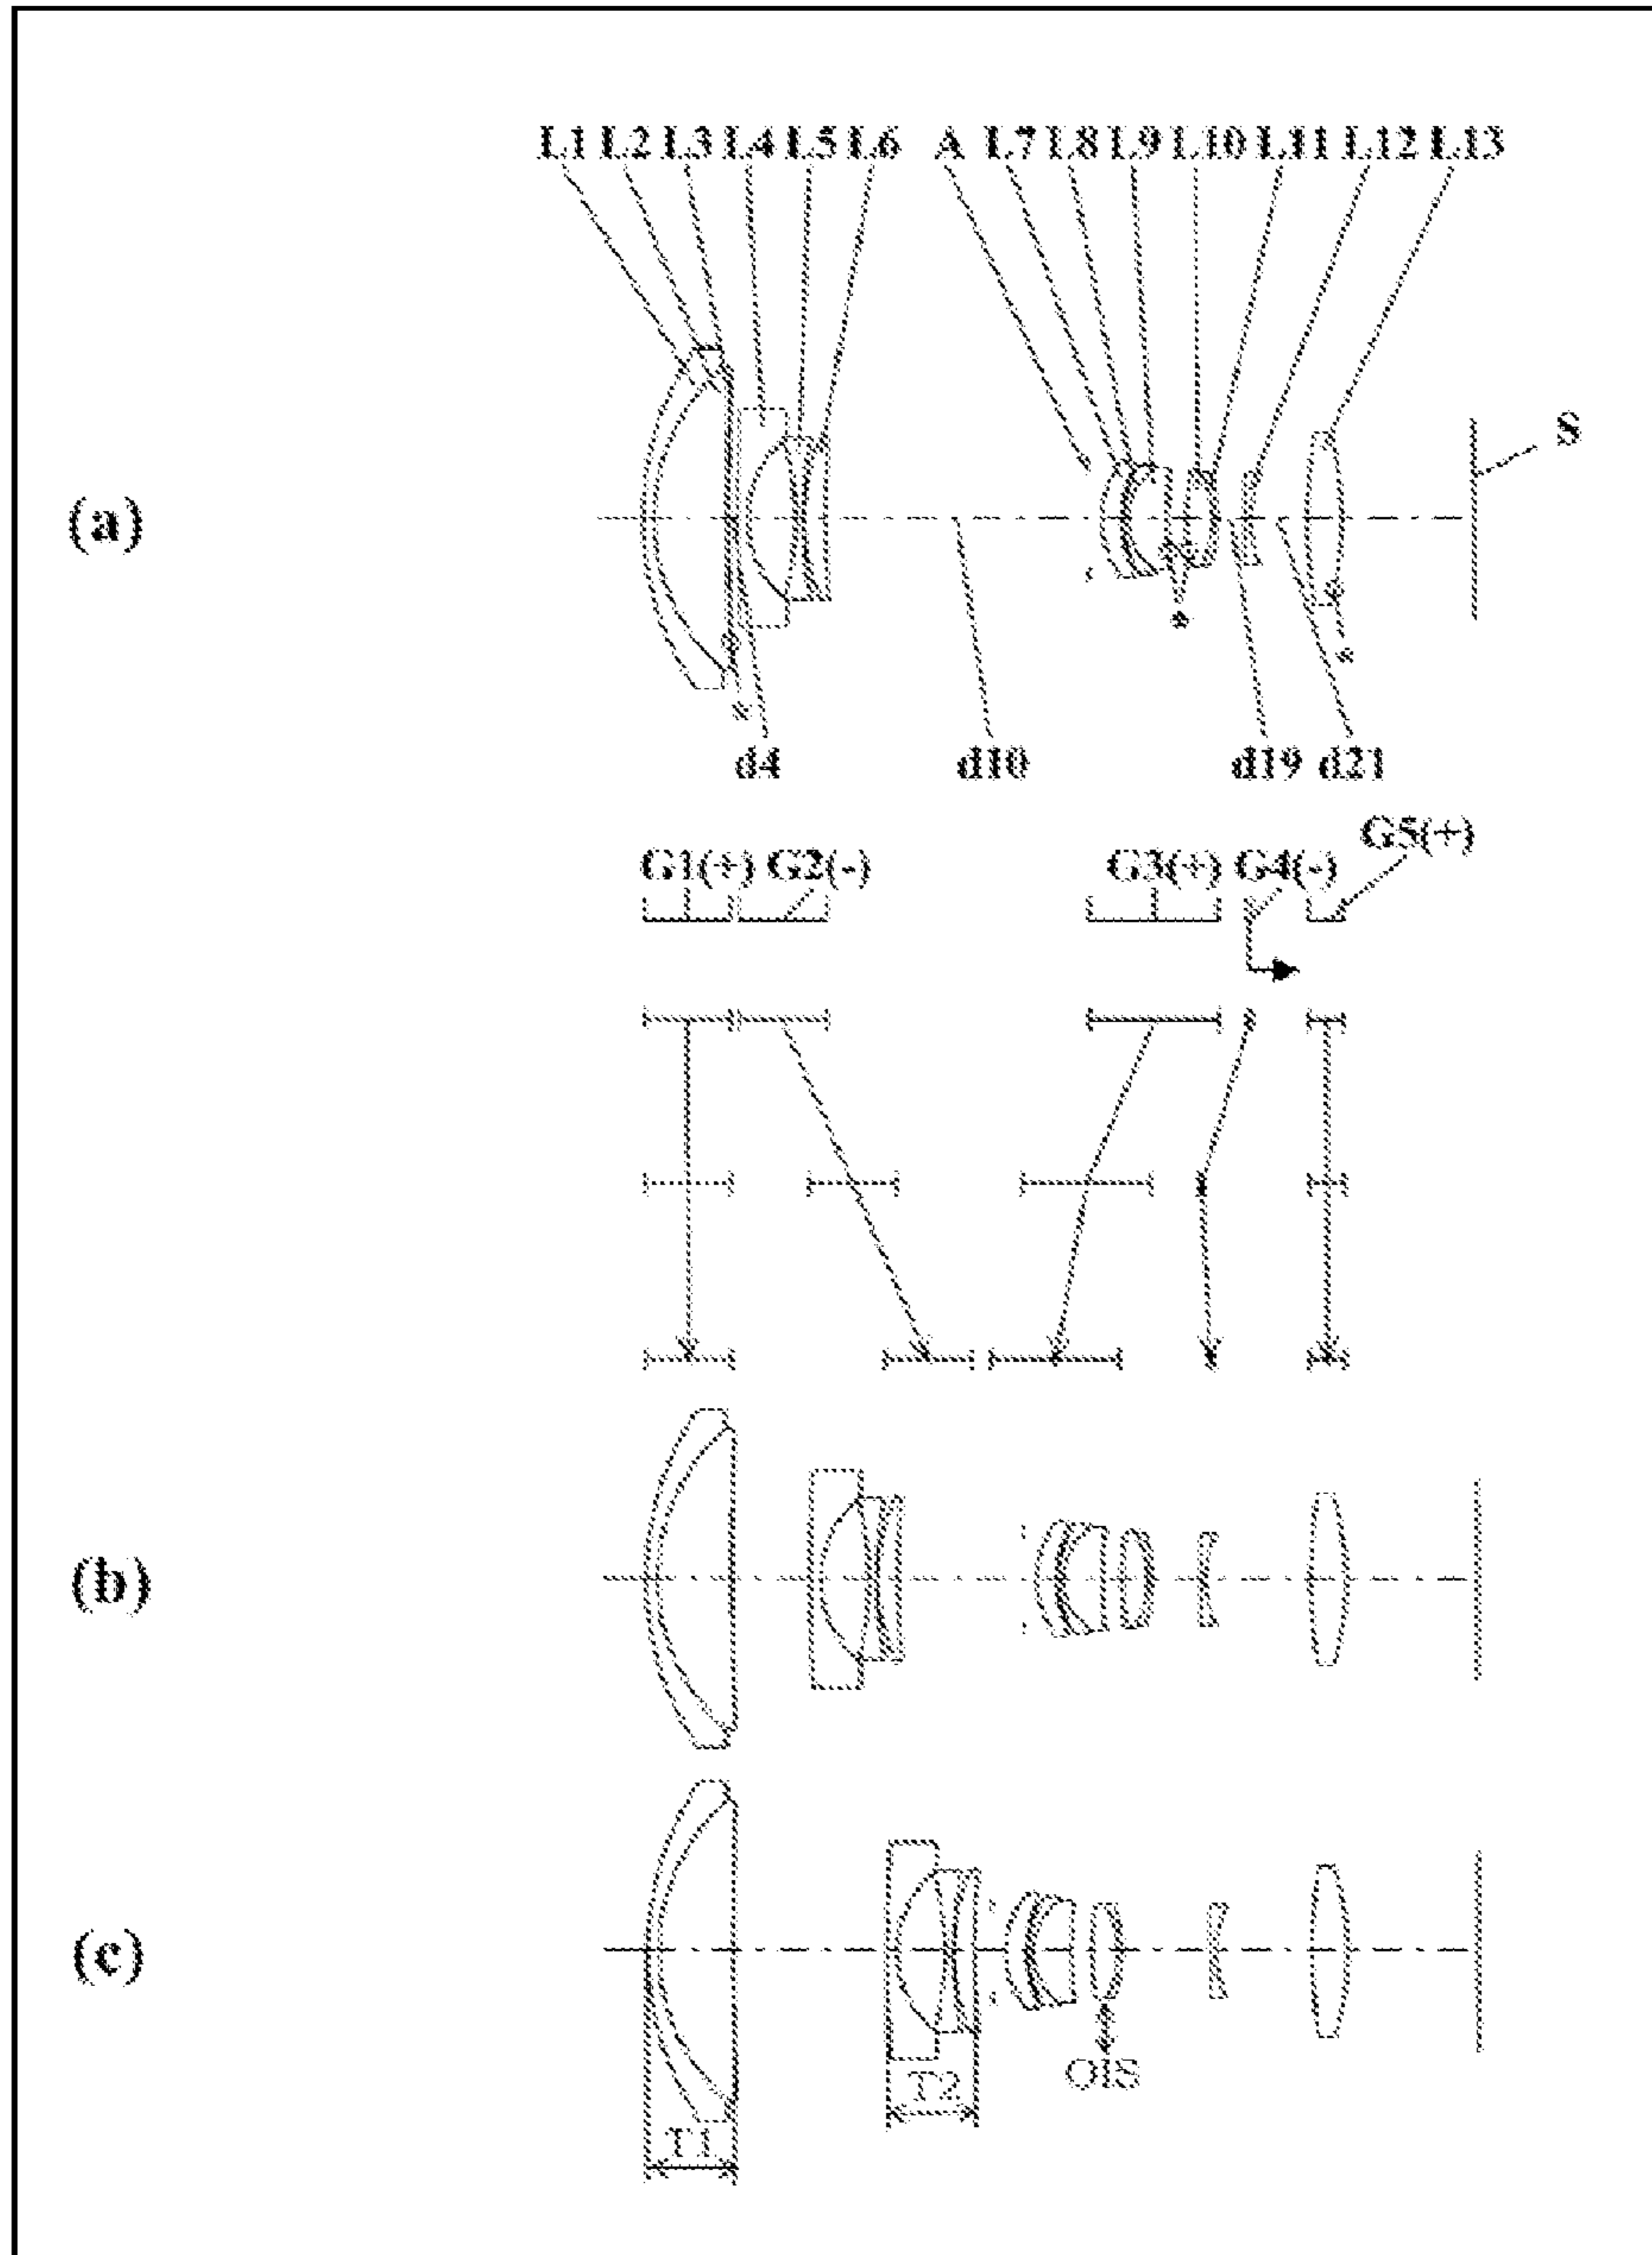 L1 L2 L3 L4 L5 L6 A L7 L8 L9 L10 L11 L12 L13
S
(a)
*
*
*
d4 d10 d19 d21
G1(+) G2(-) G3(+) G4(-) G5(+)
(b)
(c)
OIS
T2
T1